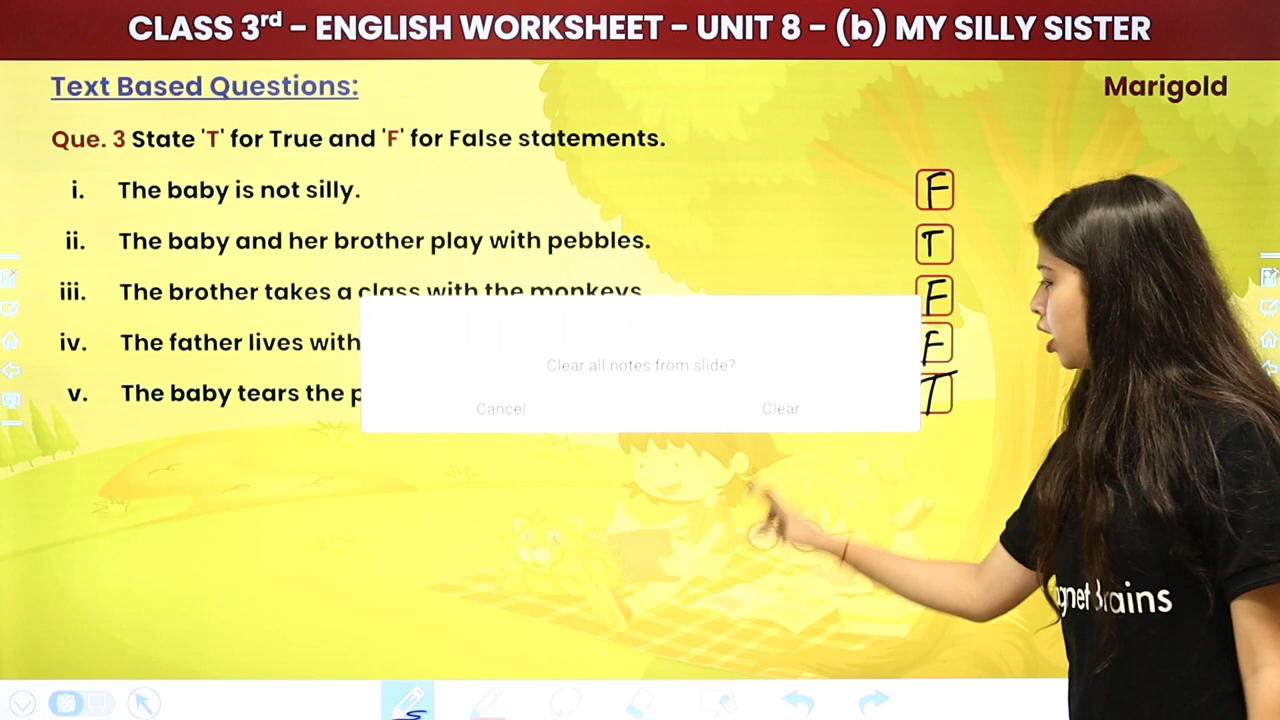 CLASS 3rd - ENGLISH WORKSHEET - UNIT 8 - (b) MY SILLY SISTER
Text Based Questions: Marigold
Que. 3 State 'T' for True and 'F' for False statements.
i. The baby is not silly. F
ii. The baby and her brother play with pebbles. T
iii. The brother takes a class with the monkeys F
iv. The father lives with F
v. The baby tears the p T
Clear all notes from slide?
Cancel Clear
gnet Brains